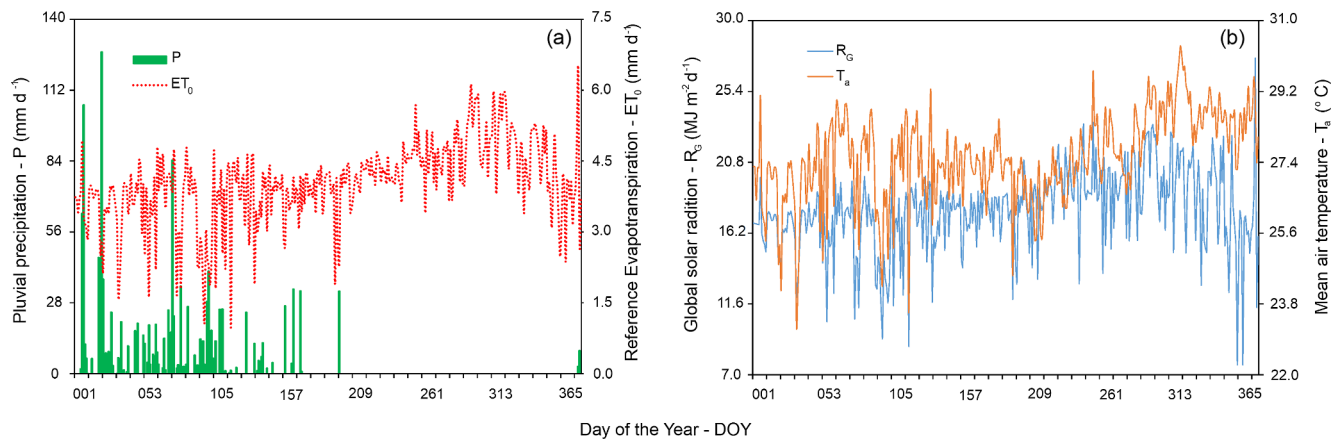 (a)
P
ET₀
Pluvial precipitation - P (mm d⁻¹)
140
112
84
56
28
0
Reference Evapotranspiration - ET₀ (mm d⁻¹)
7.5
6.0
4.5
3.0
1.5
0.0
001 053 105 157 209 261 313 365
(b)
R_G
T_a
Global solar radition - R_G (MJ m⁻² d⁻¹)
30.0
25.4
20.8
16.2
11.6
7.0
Mean air temperature - T_a (° C)
31.0
29.2
27.4
25.6
23.8
22.0
001 053 105 157 209 261 313 365
Day of the Year - DOY